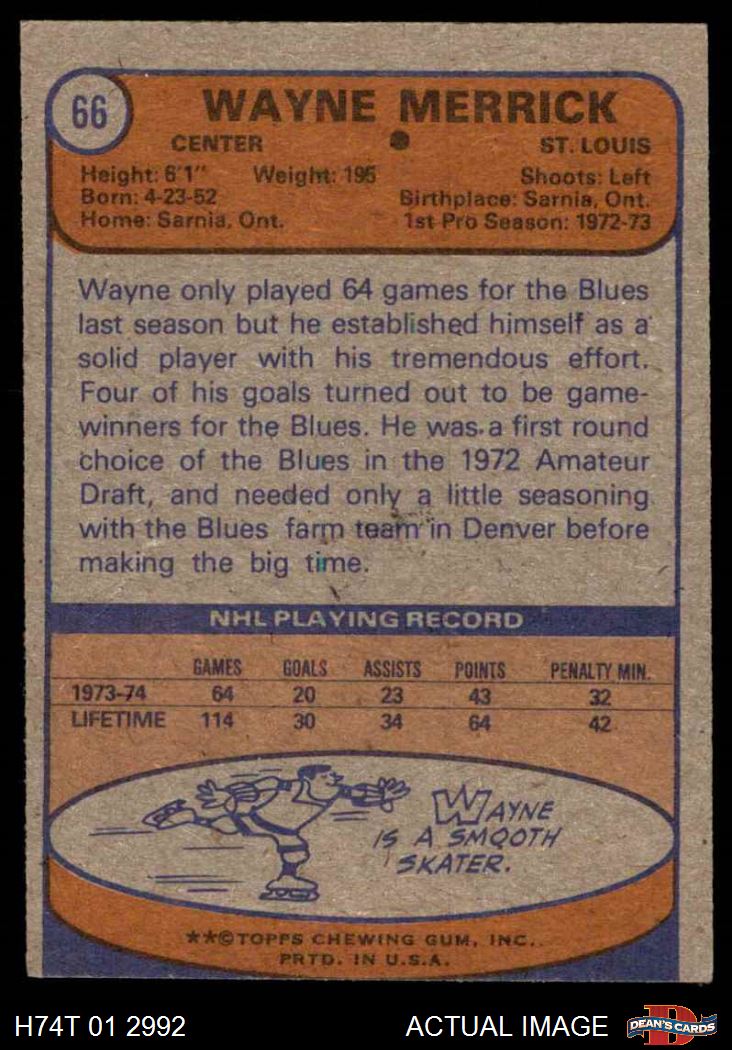 66
WAYNE MERRICK
CENTER
ST. LOUIS
Height: 6'1" Weight: 195 Shoots: Left
Born: 4-23-52 Birthplace: Sarnia, Ont.
Home: Sarnia, Ont. 1st Pro Season: 1972-73
Wayne only played 64 games for the Blues
last season but he established himself as a
solid player with his tremendous effort.
Four of his goals turned out to be game-
winners for the Blues. He was a first round
choice of the Blues in the 1972 Amateur
Draft, and needed only a little seasoning
with the Blues farm team in Denver before
making the big time.
NHL PLAYING RECORD
GAMES GOALS ASSISTS POINTS PENALTY MIN.
1973-74 64 20 23 43 32
LIFETIME 114 30 34 64 42
WAYNE
IS A SMOOTH
SKATER.
**©TOPPS CHEWING GUM, INC.
PRTD. IN U.S.A.
H74T 01 2992 ACTUAL IMAGE
D
DEAN'S CARDS